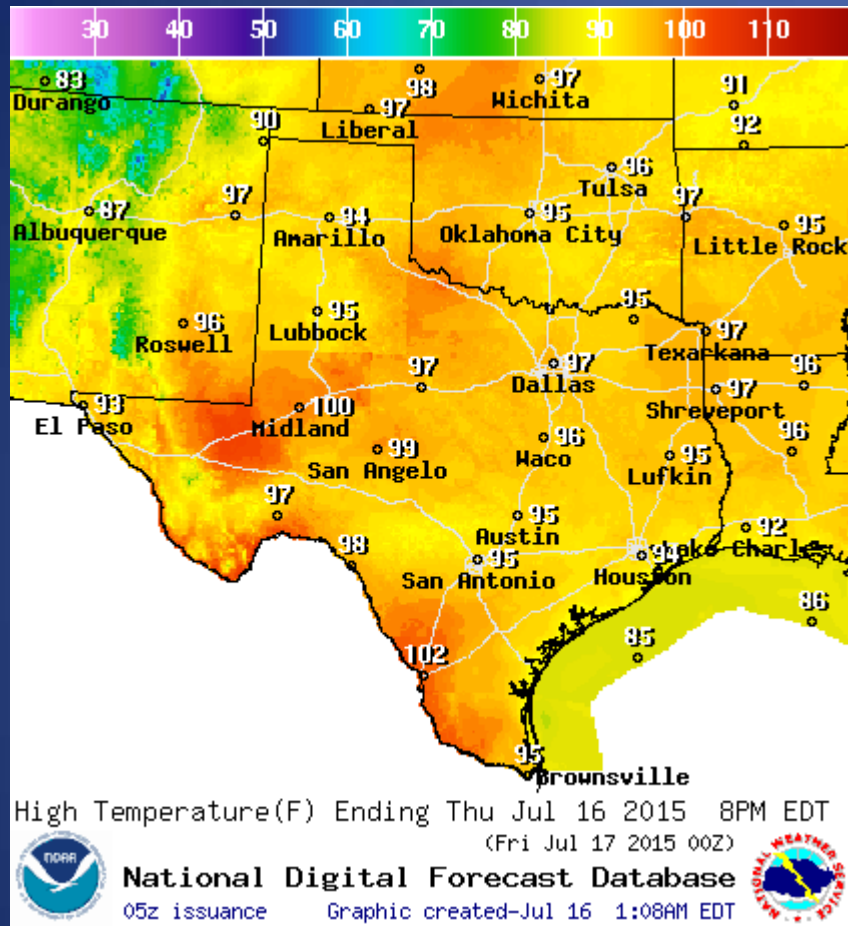 30 40 50 60 70 80 90 100 110
83
Durango
98
97
Wichita
97
Liberal
91
90
92
96
Tulsa
87
Albuquerque
97
94
Amarillo
95
Oklahoma City
97
95
Little Rock
96
Roswell
95
Lubbock
95
97
Texarkana
97
Dallas
96
93
El Paso
100
Midland
97
97
Shreveport
99
San Angelo
96
Waco
95
Lufkin
96
97
95
Austin
92
Lake Charles
98
95
San Antonio
94
Houston
86
85
102
95
Brownsville
High Temperature(F) Ending Thu Jul 16 2015 8PM EDT
(Fri Jul 17 2015 00Z)
NOAA
National Digital Forecast Database
05z issuance Graphic created-Jul 16 1:08AM EDT
NATIONAL WEATHER SERVICE